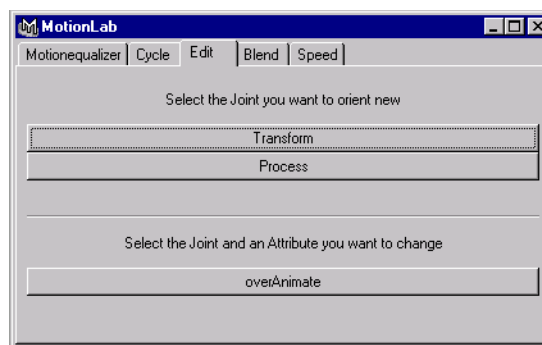 MotionLab
Motionequalizer Cycle Edit Blend Speed
Select the Joint you want to orient new
Transform
Process
Select the Joint and an Attribute you want to change
overAnimate